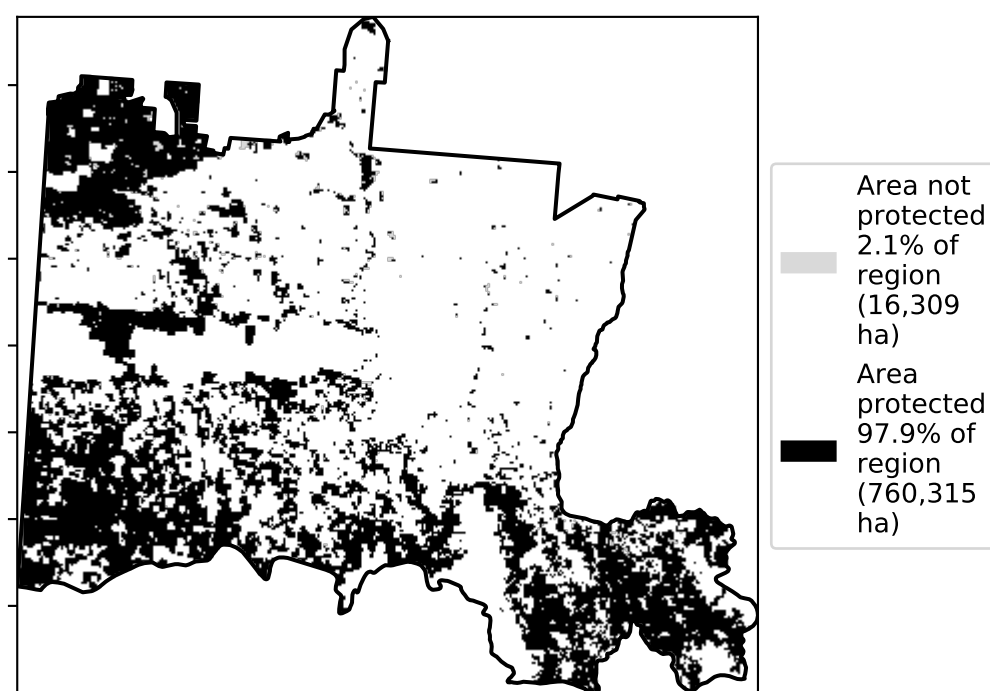 Area not
protected
2.1% of
region
(16,309
ha)
Area
protected
97.9% of
region
(760,315
ha)